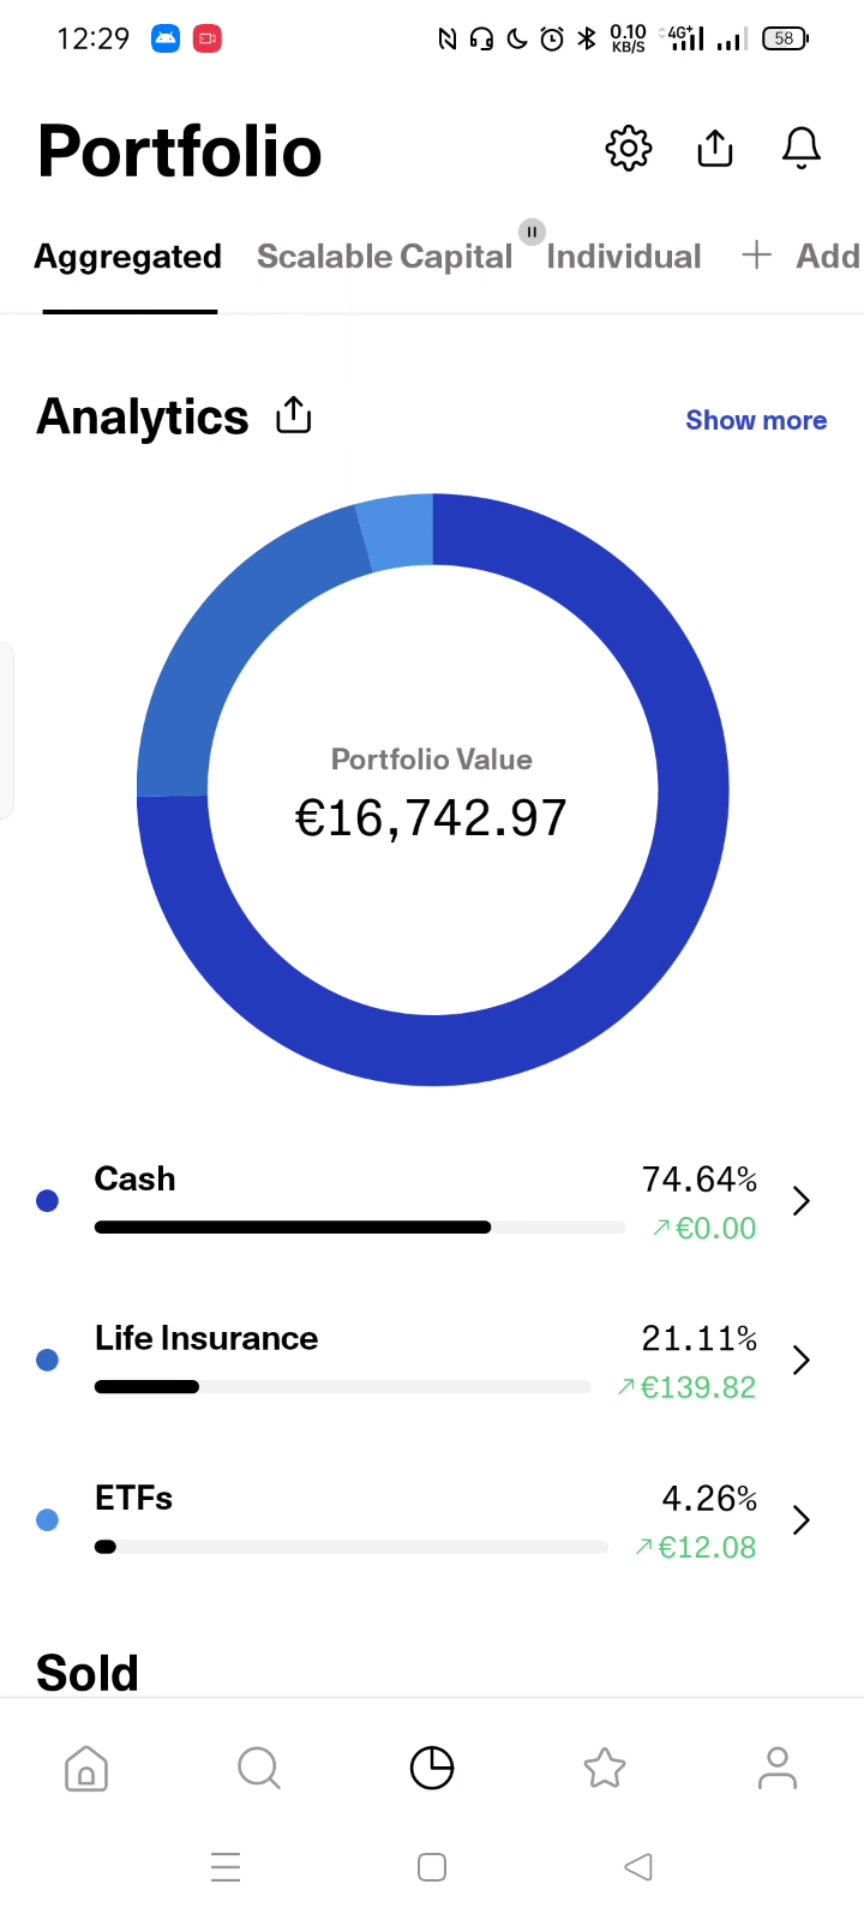 12:29 0.10 KB/S 4G+ 58
Portfolio
Aggregated Scalable Capital Individual + Add
Analytics Show more
Portfolio Value
€16,742.97
Cash 74.64%
↗€0.00
Life Insurance 21.11%
↗€139.82
ETFs 4.26%
↗€12.08
Sold